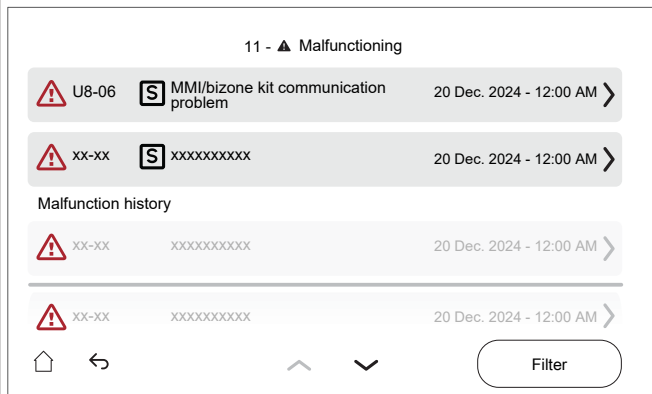 11 - Malfunctioning
U8-06 S MMI/bizone kit communication
problem
20 Dec. 2024 - 12:00 AM
xx-xx S xxxxxxxxxx 20 Dec. 2024 - 12:00 AM
Malfunction history
xx-xx xxxxxxxxxx 20 Dec. 2024 - 12:00 AM
xx-xx xxxxxxxxxx 20 Dec. 2024 - 12:00 AM
Filter